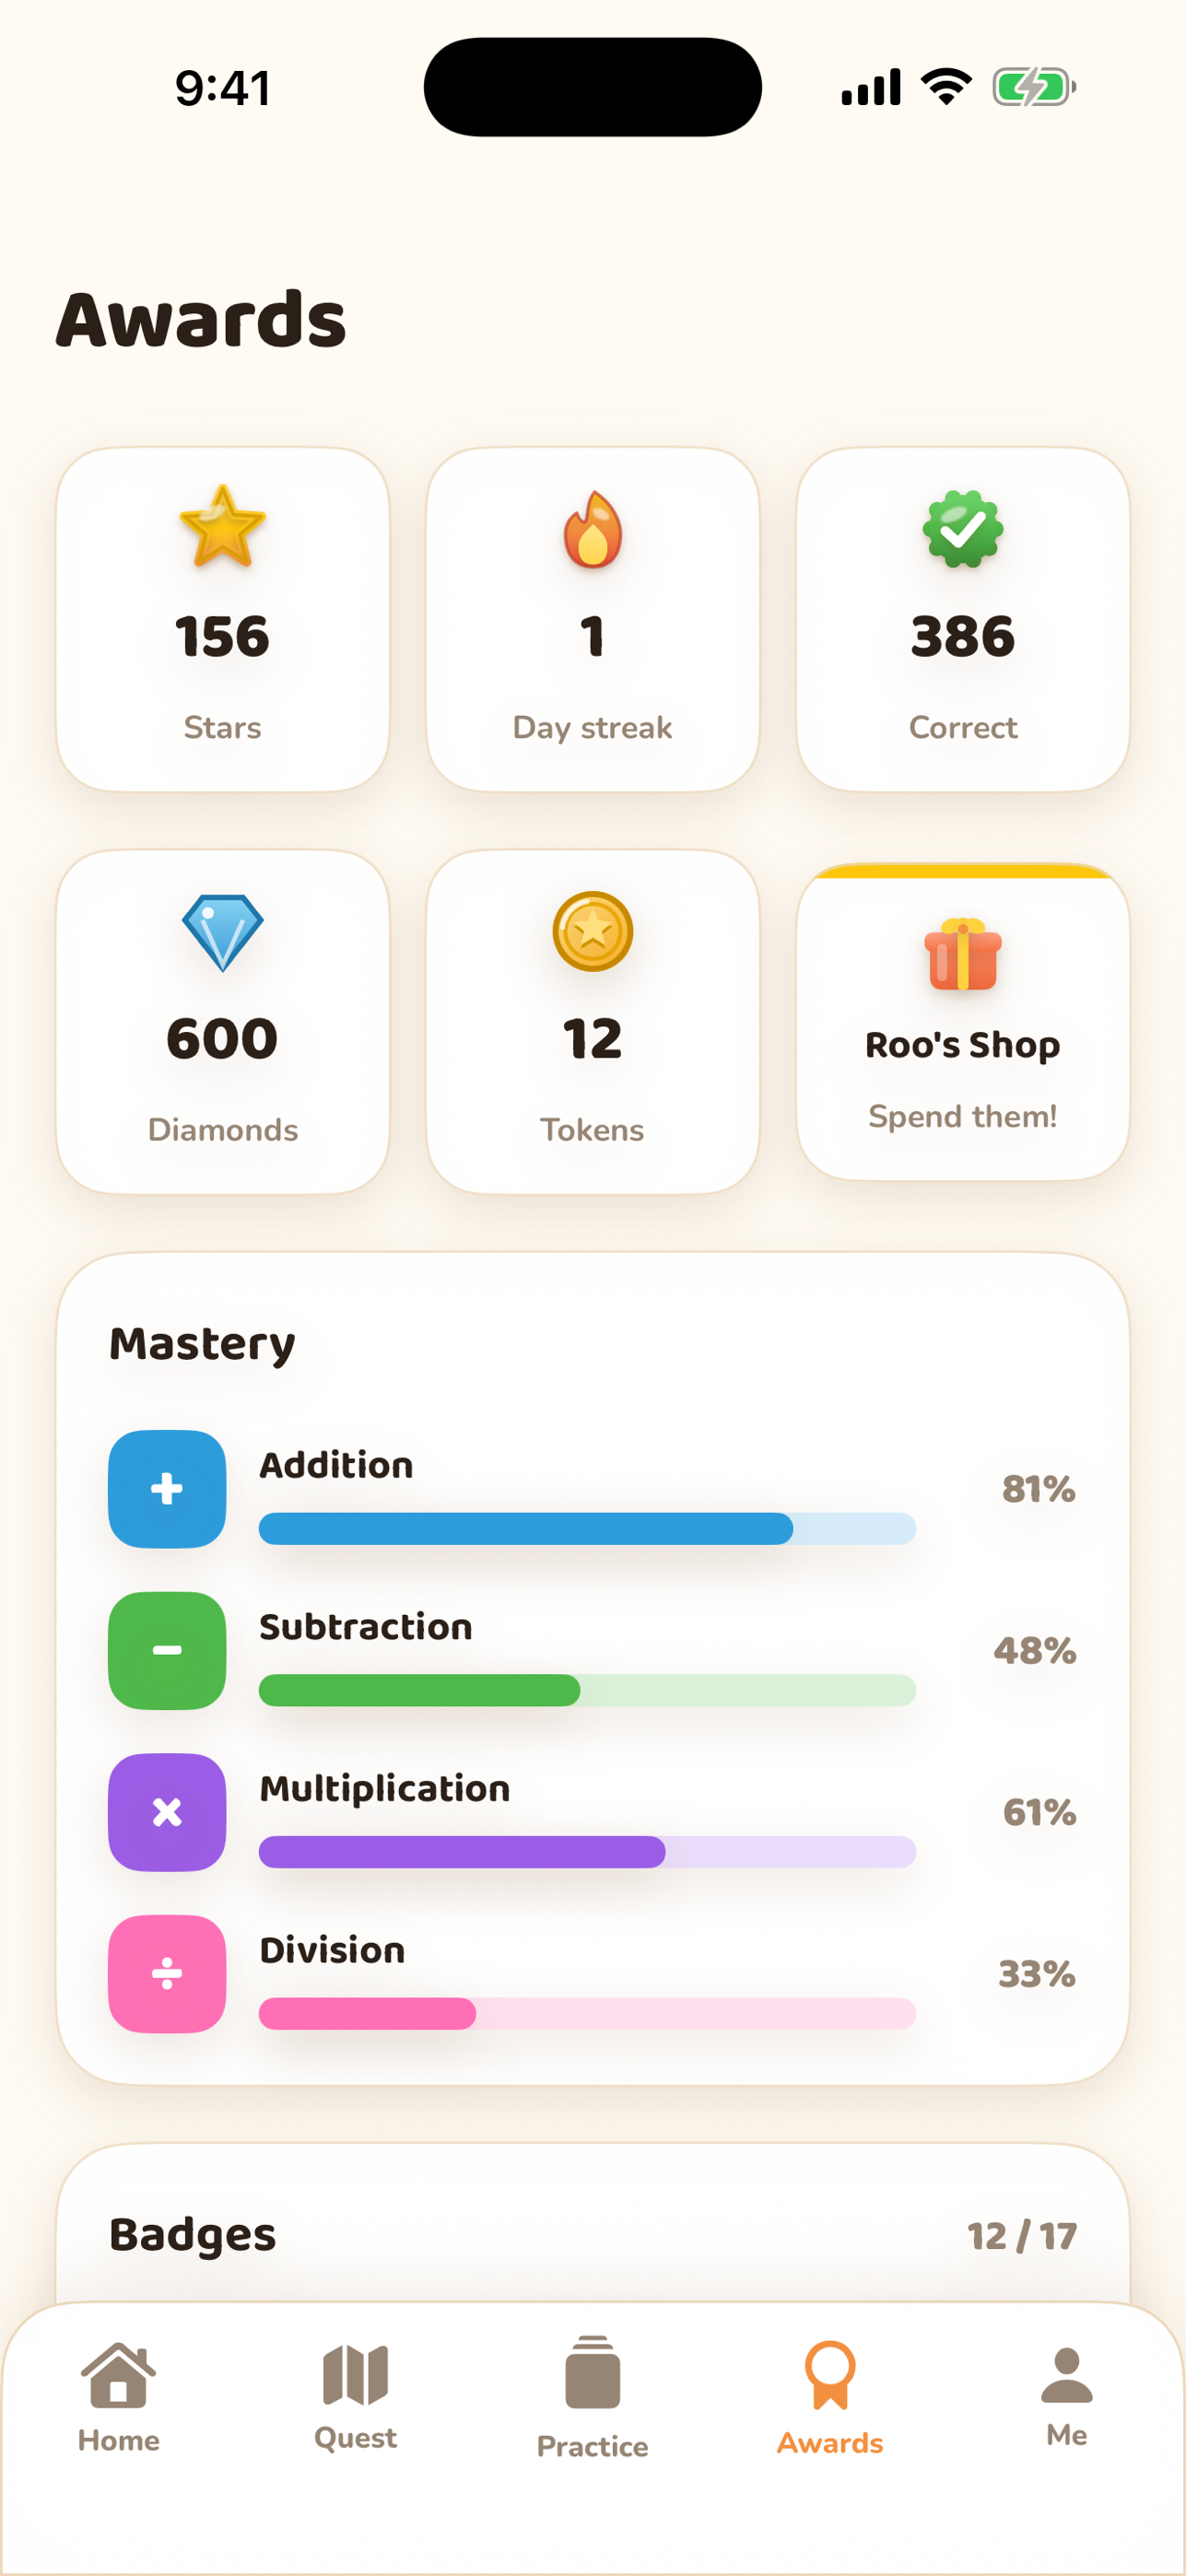 9:41
Awards
156
1
386
Stars
Day streak
Correct
600
12
Roo's Shop
Diamonds
Tokens
Spend them!
Mastery
+
Addition
81%
−
Subtraction
48%
×
Multiplication
61%
÷
Division
33%
Badges
12 / 17
Home
Quest
Practice
Awards
Me